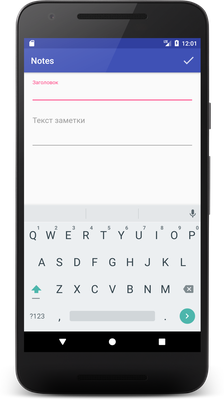 12:01
Notes
Заголовок
Текст заметки
1 2 3 4 5 6 7 8 9 0
Q W E R T Y U I O P
A S D F G H J K L
Z X C V B N M
?123 , .